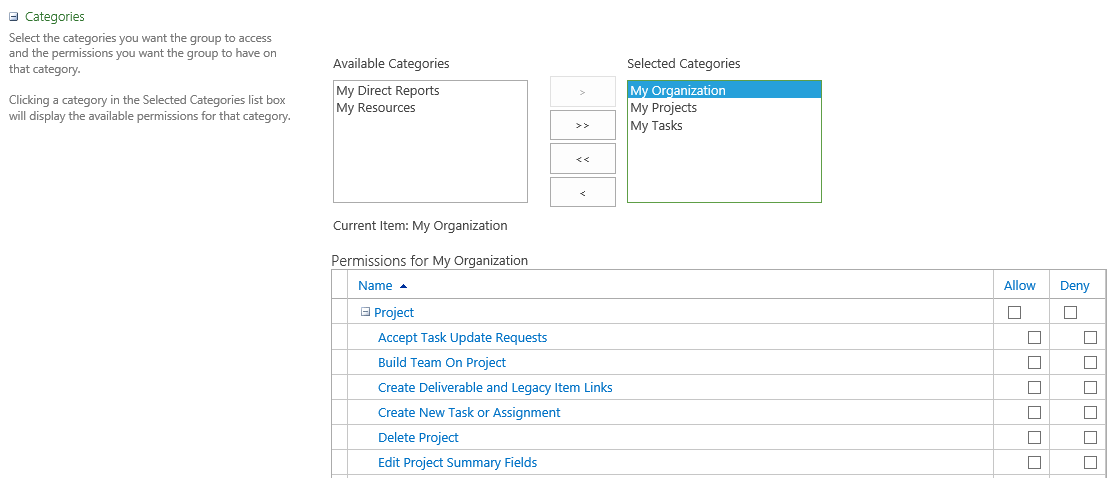 Categories
Select the categories you want the group to access
and the permissions you want the group to have on
that category.
Clicking a category in the Selected Categories list box
will display the available permissions for that category.
Available Categories
My Direct Reports
My Resources
>
>>
<<
<
Selected Categories
My Organization
My Projects
My Tasks
Current Item: My Organization
Permissions for My Organization
Name Allow Deny
Project
Accept Task Update Requests
Build Team On Project
Create Deliverable and Legacy Item Links
Create New Task or Assignment
Delete Project
Edit Project Summary Fields